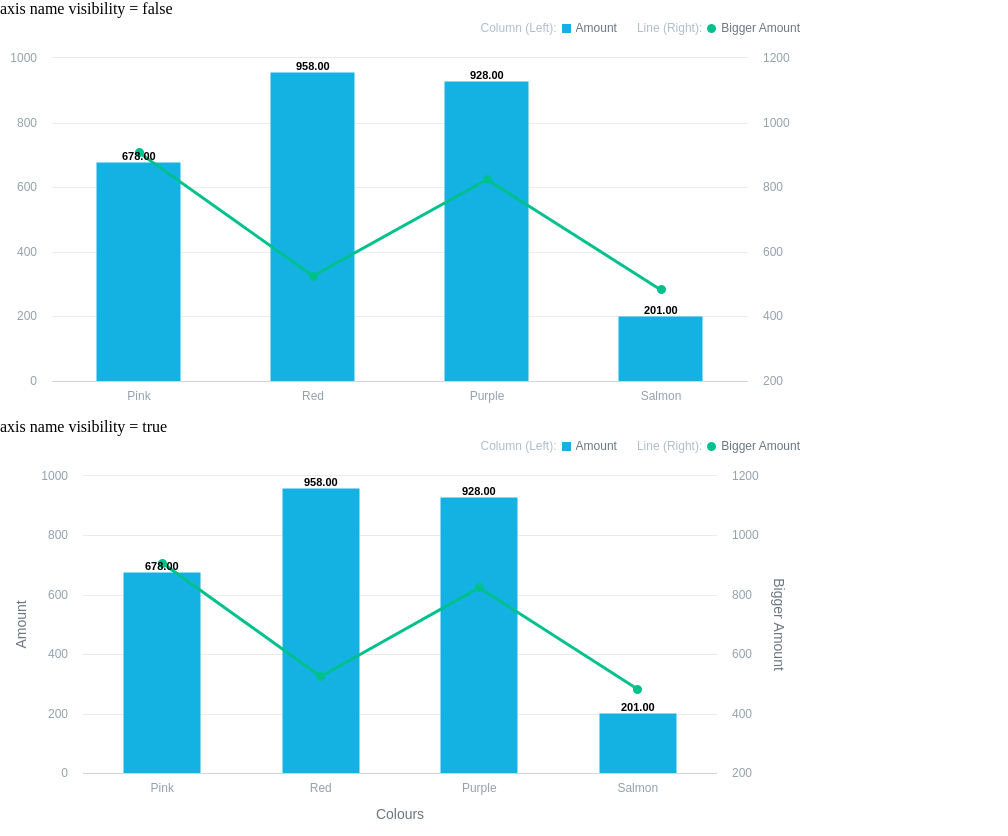 axis name visibility = false
Column (Left): Amount Line (Right): Bigger Amount
1000 958.00 1200
928.00
800 1000
678.00
600 800
400 600
201.00
200 400
0 200
Pink Red Purple Salmon
axis name visibility = true
Column (Left): Amount Line (Right): Bigger Amount
1000 958.00 1200
928.00
800 1000
678.00
600 800
Amount
Bigger Amount
400 600
201.00
200 400
0 200
Pink Red Purple Salmon
Colours